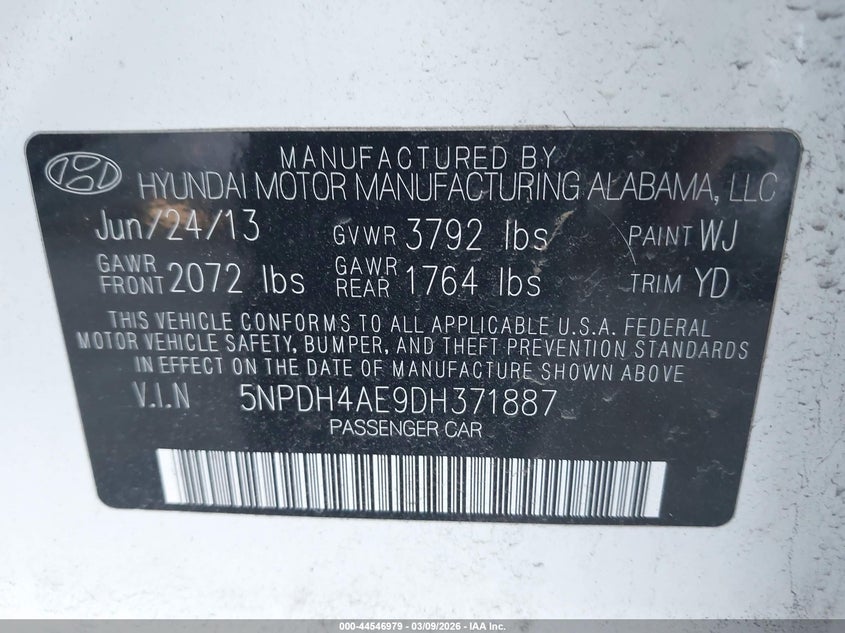 MANUFACTURED BY
HYUNDAI MOTOR MANUFACTURING ALABAMA, LLC
Jun/24/13 GVWR 3792 lbs PAINT WJ
GAWR FRONT 2072 lbs GAWR REAR 1764 lbs TRIM YD
THIS VEHICLE CONFORMS TO ALL APPLICABLE U.S.A. FEDERAL
MOTOR VEHICLE SAFETY, BUMPER, AND THEFT PREVENTION STANDARDS
IN EFFECT ON THE DATE OF MANUFACTURE SHOWN ABOVE
V.I.N 5NPDH4AE9DH371887
PASSENGER CAR
000-44546979 | 03/09/2026 - IAA Inc.